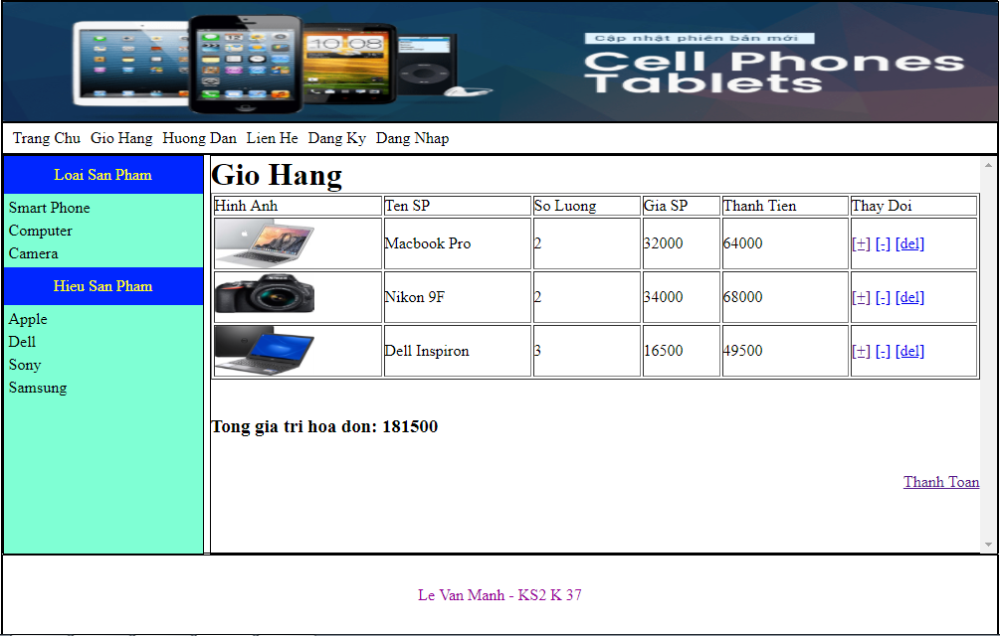 Cập nhật phiên bản mới
Cell Phones
Tablets
Trang Chu Gio Hang Huong Dan Lien He Dang Ky Dang Nhap
Loai San Pham
Smart Phone
Computer
Camera
Hieu San Pham
Apple
Dell
Sony
Samsung
Gio Hang
Hinh Anh Ten SP So Luong Gia SP Thanh Tien Thay Doi
Macbook Pro 2 32000 64000 [+] [-] [del]
Nikon 9F 2 34000 68000 [+] [-] [del]
Dell Inspiron 3 16500 49500 [+] [-] [del]
Tong gia tri hoa don: 181500
Thanh Toan
Le Van Manh - KS2 K 37